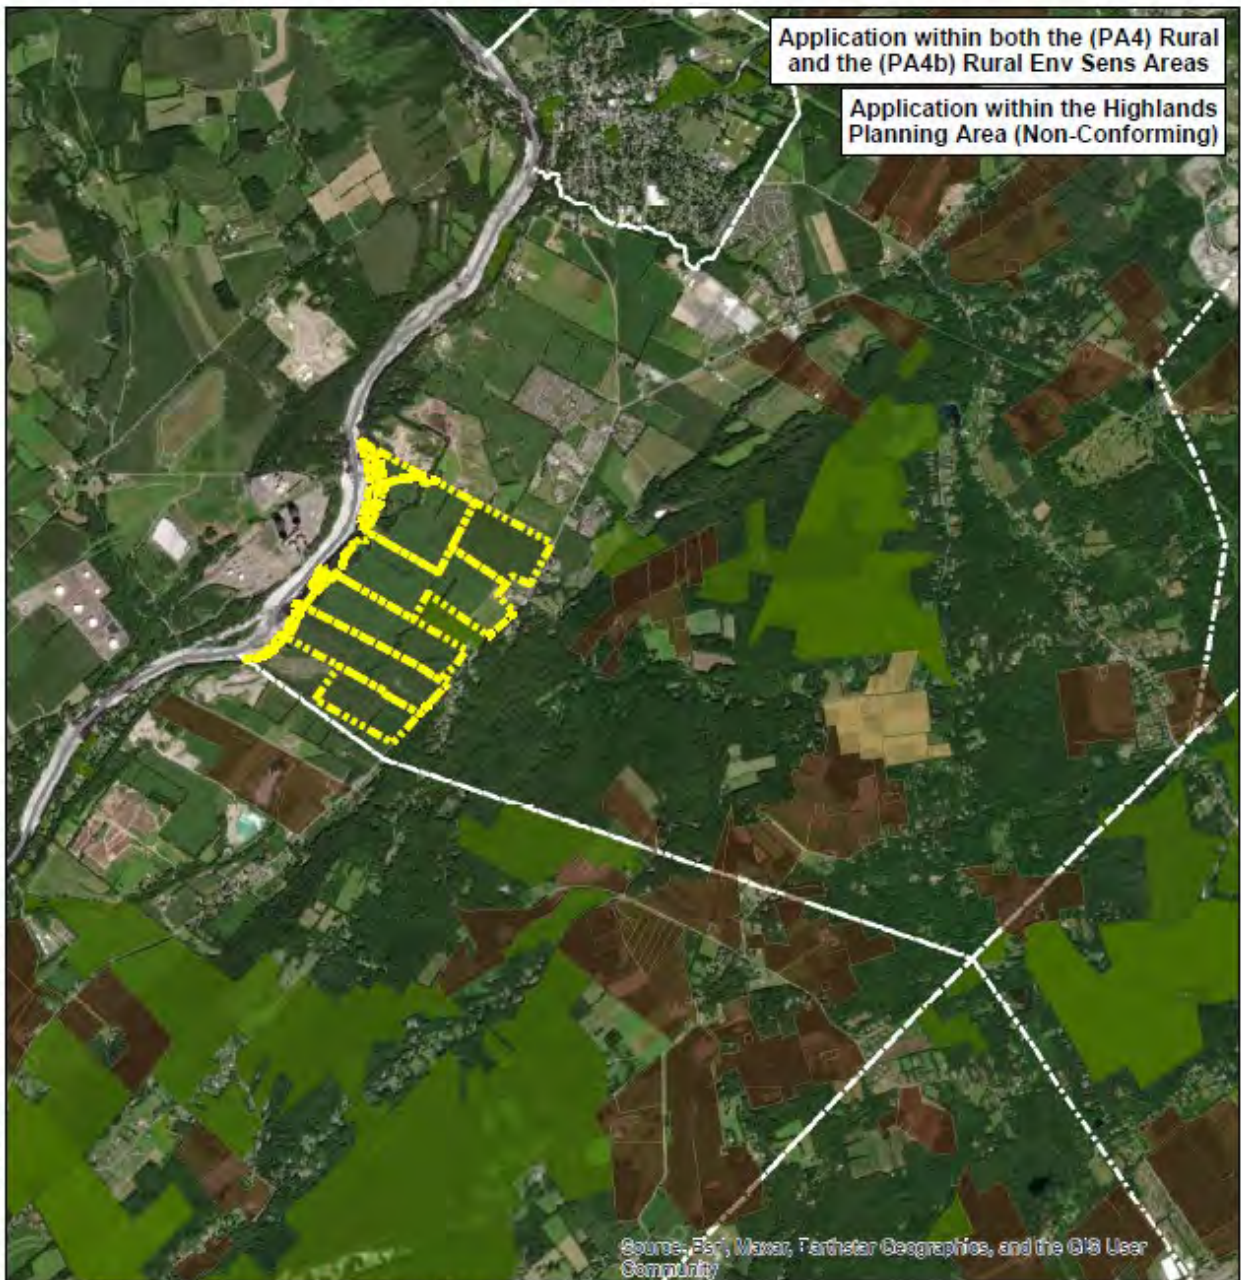 Application within both the (PA4) Rural
and the (PA4b) Rural Env Sens Areas
Application within the Highlands
Planning Area (Non-Conforming)
Source: Esri, Maxar, Earthstar Geographics, and the GIS User
Community